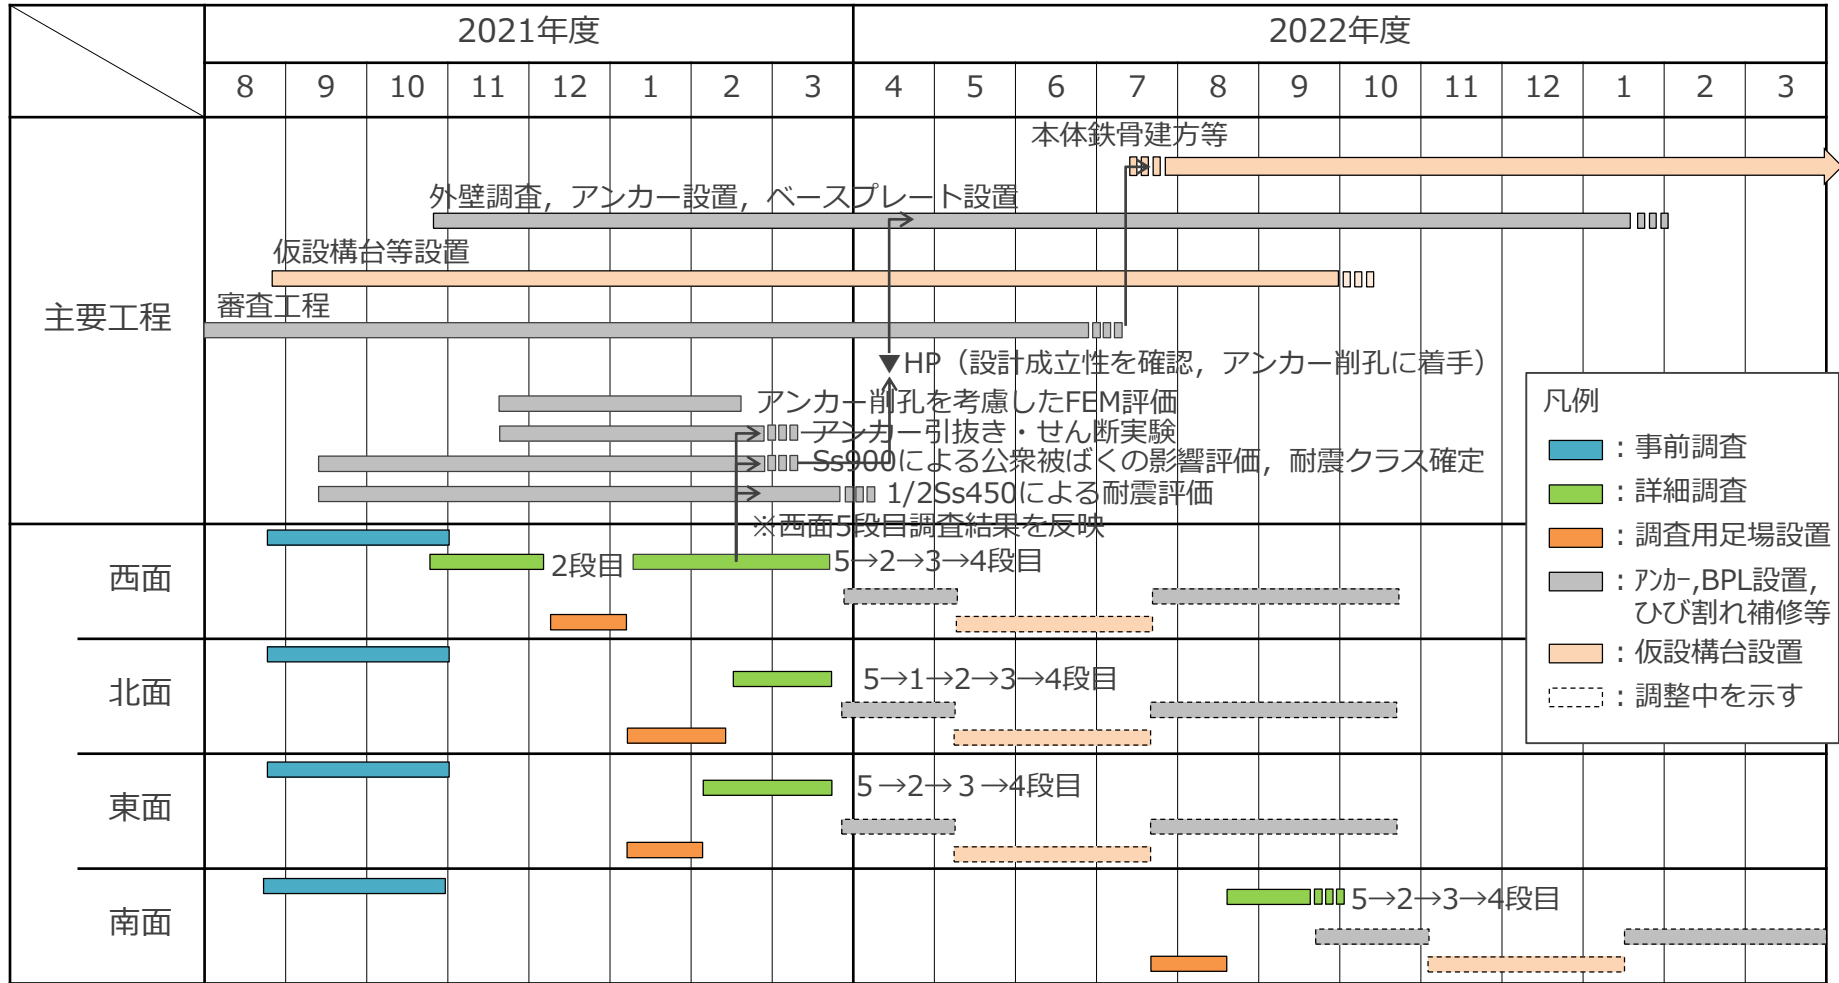 2021年度
2022年度
8 9 10 11 12 1 2 3 4 5 6 7 8 9 10 11 12 1 2 3
主要工程
本体鉄骨建方等
外壁調査，アンカー設置，ベースプレート設置
仮設構台等設置
審査工程
▼HP（設計成立性を確認，アンカー削孔に着手）
アンカー削孔を考慮したFEM評価
アンカー引抜き・せん断実験
Ss900による公衆被ばくの影響評価，耐震クラス確定
1/2Ss450による耐震評価
※西面5段目調査結果を反映
西面
2段目
5→2→3→4段目
北面
5→1→2→3→4段目
東面
5→2→３→4段目
南面
5→2→3→4段目
凡例
：事前調査
：詳細調査
：調査用足場設置
：ｱﾝｶｰ,BPL設置，
ひび割れ補修等
：仮設構台設置
：調整中を示す